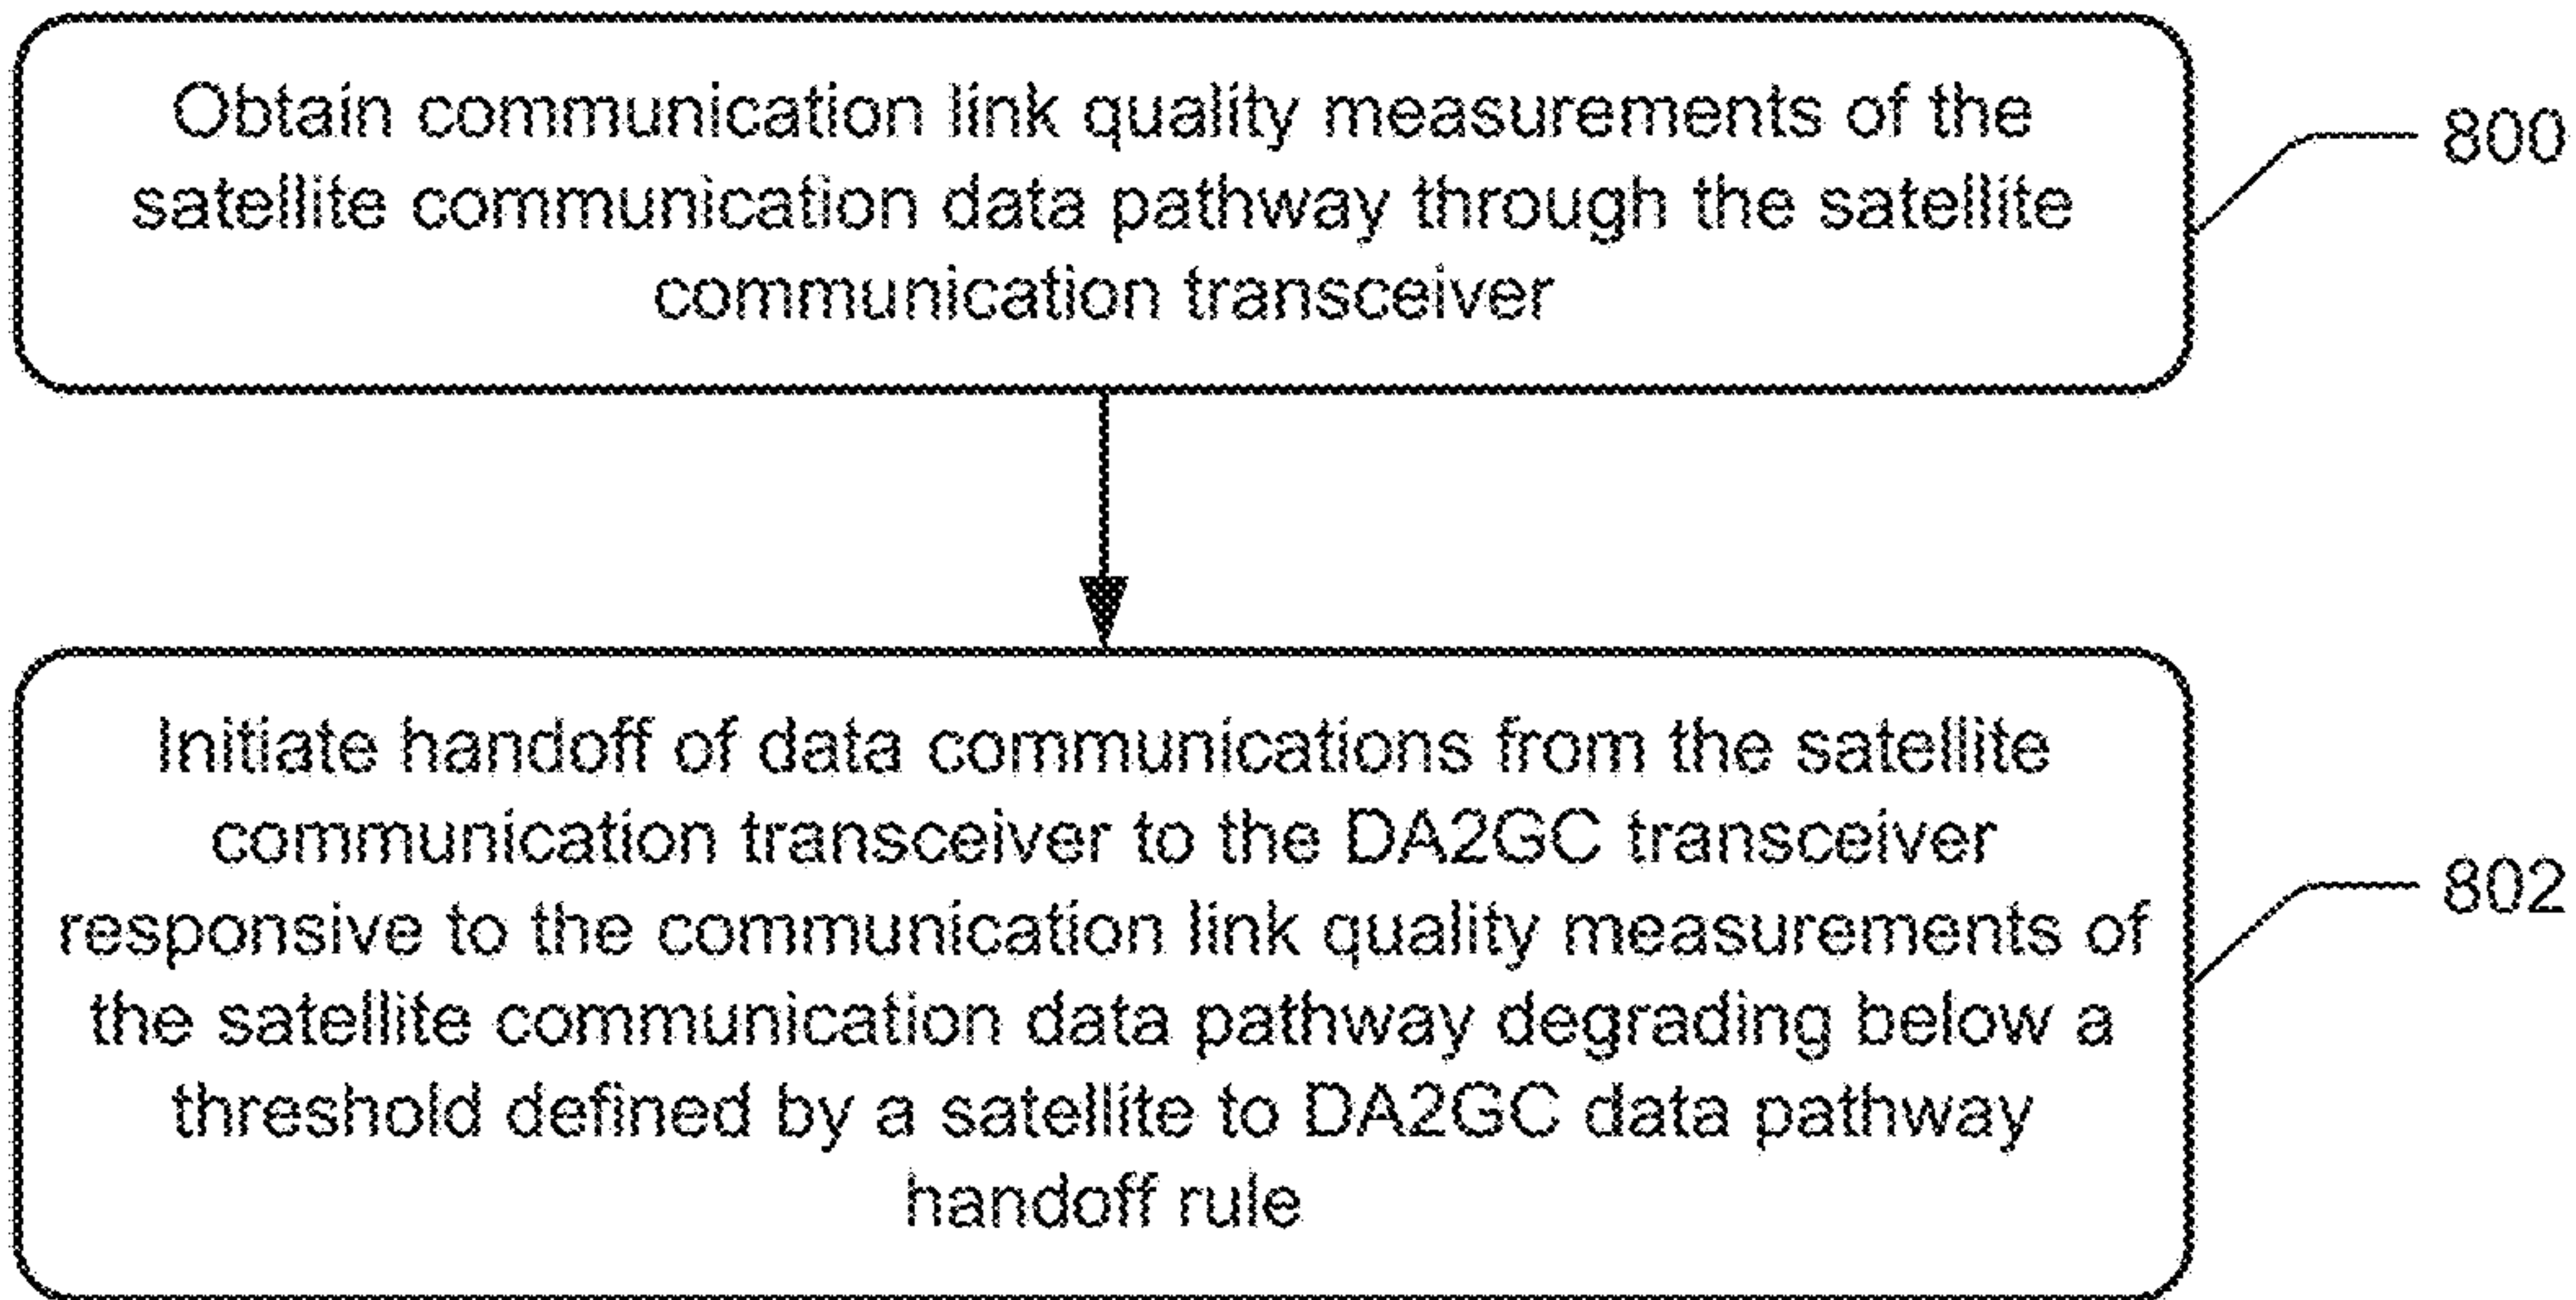 Obtain communication link quality measurements of the
satellite communication data pathway through the satellite
communication transceiver
800
Initiate handoff of data communications from the satellite
communication transceiver to the DA2GC transceiver
responsive to the communication link quality measurements of
the satellite communication data pathway degrading below a
threshold defined by a satellite to DA2GC data pathway
handoff rule
802